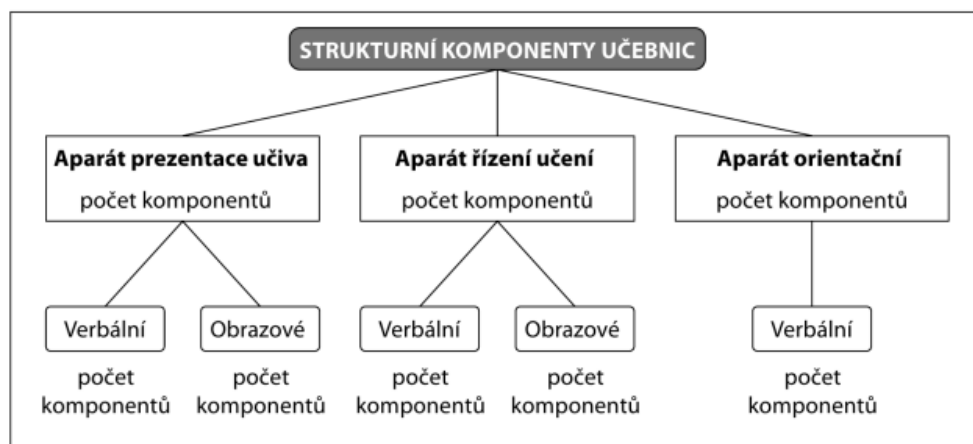 STRUKTURNÍ KOMPONENTY UČEBNIC
Aparát prezentace učiva
počet komponentů
Aparát řízení učení
počet komponentů
Aparát orientační
počet komponentů
Verbální
počet
komponentů
Obrazové
počet
komponentů
Verbální
počet
komponentů
Obrazové
počet
komponentů
Verbální
počet
komponentů